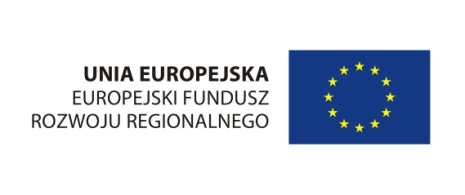 UNIA EUROPEJSKA
EUROPEJSKI FUNDUSZ
ROZWOJU REGIONALNEGO